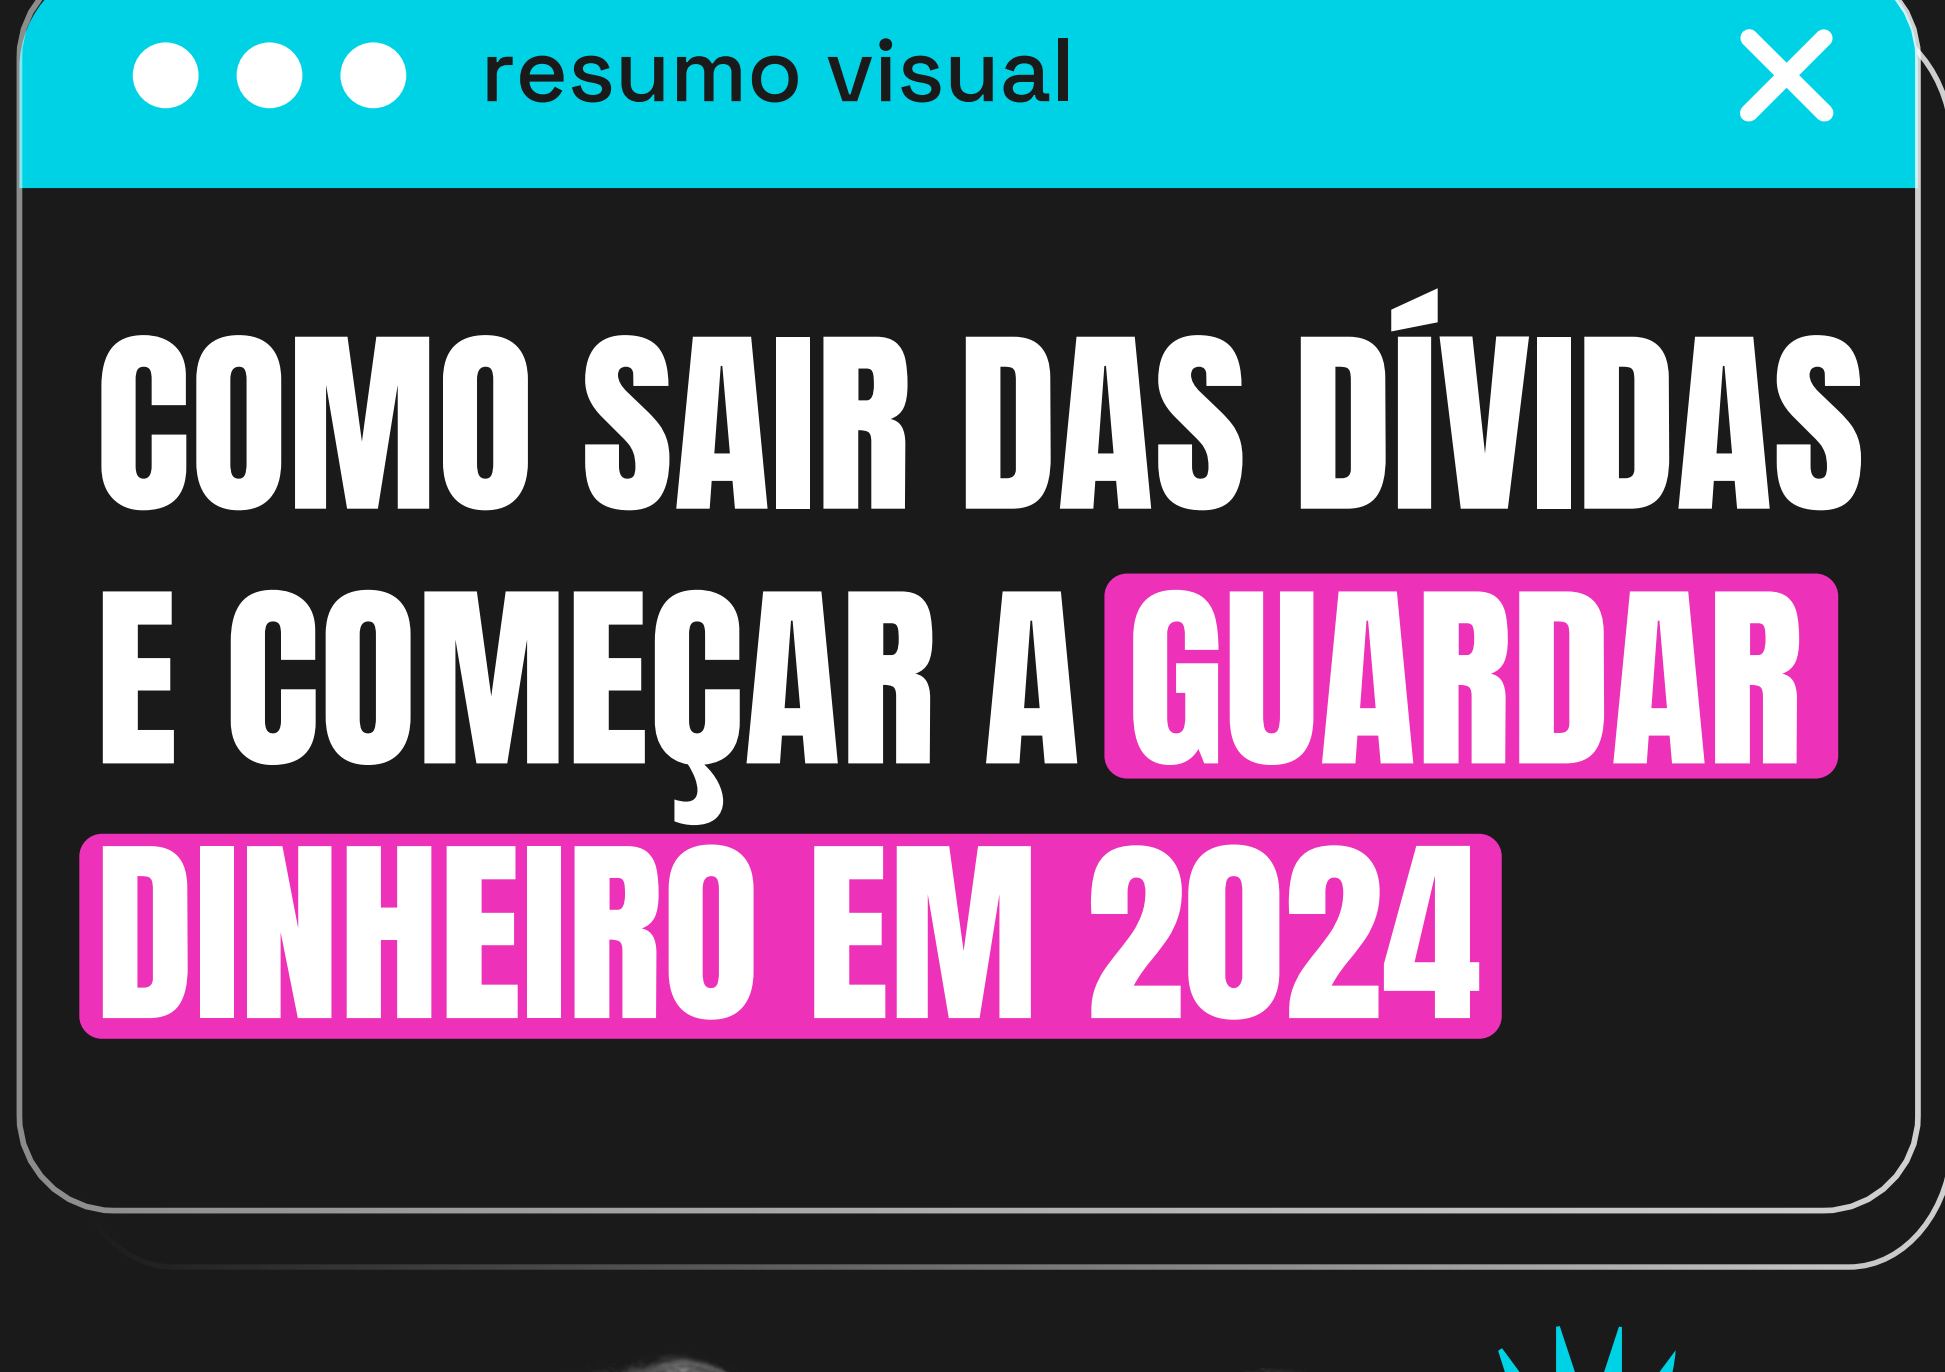 resumo visual
COMO SAIR DAS DÍVIDAS
E COMEÇAR A GUARDAR
DINHEIRO EM 2024